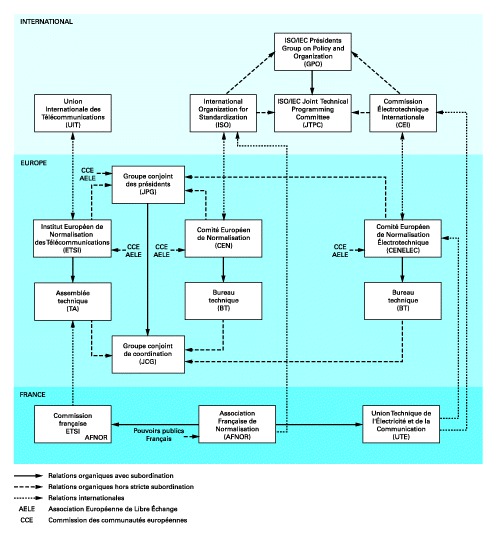 INTERNATIONAL
ISO/IEC Présidents
Group on Policy and
Organization
(GPO)
Union
Internationale des
Télécommunications
(UIT)
International
Organization for
Standardization
(ISO)
ISO/IEC Joint Technical
Programming
Committee
(JTPC)
Commission
Électrotechnique
Internationale
(CEI)
EUROPE
CCE
AELE
Groupe conjoint
des présidents
(JPG)
Institut Européen de
Normalisation
des Télécommunications
(ETSI)
CCE
AELE
CCE
AELE
Comité Européen
de Normalisation
(CEN)
CCE
AELE
Comité Européen
de Normalisation
Électrotechnique
(CENELEC)
Assemblée
technique
(TA)
Bureau
technique
(BT)
Bureau
technique
(BT)
Groupe conjoint
de coordination
(JCG)
FRANCE
Commission
française
ETSI
AFNOR
Pouvoirs publics
Français
Association
Française de
Normalisation
(AFNOR)
Union Technique de
l'Électricité et de la
Communication
(UTE)
Relations organiques avec subordination
Relations organiques hors stricte subordination
Relations internationales
AELE Association Européenne de Libre Échange
CCE Commission des communautés européennes